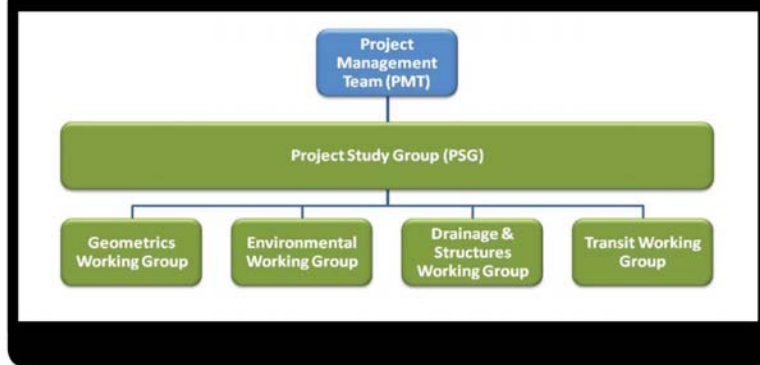 Project
Management
Team (PMT)
Project Study Group (PSG)
Geometrics
Working Group
Environmental
Working Group
Drainage &
Structures
Working Group
Transit Working
Group